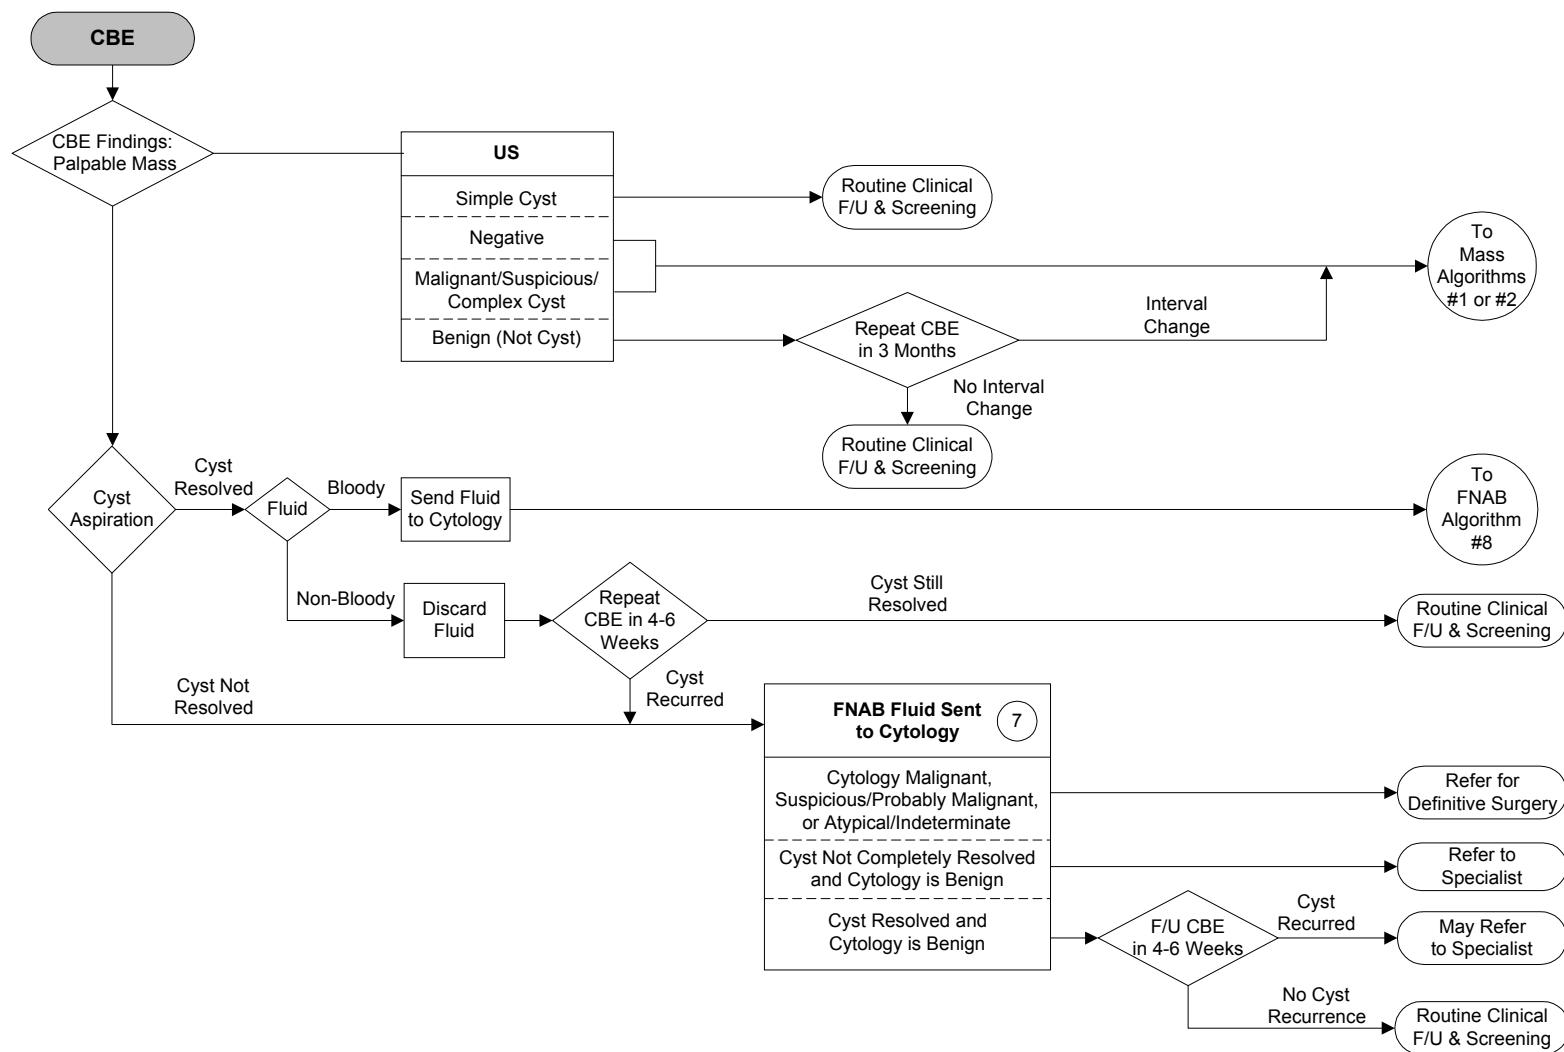 CBE
CBE Findings:
Palpable Mass
US
Simple Cyst
Negative
Malignant/Suspicious/
Complex Cyst
Benign (Not Cyst)
Routine Clinical
F/U & Screening
Repeat CBE
in 3 Months
Interval
Change
No Interval
Change
Routine Clinical
F/U & Screening
To
Mass
Algorithms
#1 or #2
Cyst
Aspiration
Cyst
Resolved
Fluid
Bloody
Send Fluid
to Cytology
To
FNAB
Algorithm
#8
Non-Bloody
Discard
Fluid
Repeat
CBE in 4-6
Weeks
Cyst Still
Resolved
Routine Clinical
F/U & Screening
Cyst
Recurred
Cyst Not
Resolved
FNAB Fluid Sent
to Cytology
7
Cytology Malignant,
Suspicious/Probably Malignant,
or Atypical/Indeterminate
Refer for
Definitive Surgery
Cyst Not Completely Resolved
and Cytology is Benign
Refer to
Specialist
Cyst Resolved and
Cytology is Benign
F/U CBE
in 4-6 Weeks
Cyst
Recurred
May Refer
to Specialist
No Cyst
Recurrence
Routine Clinical
F/U & Screening